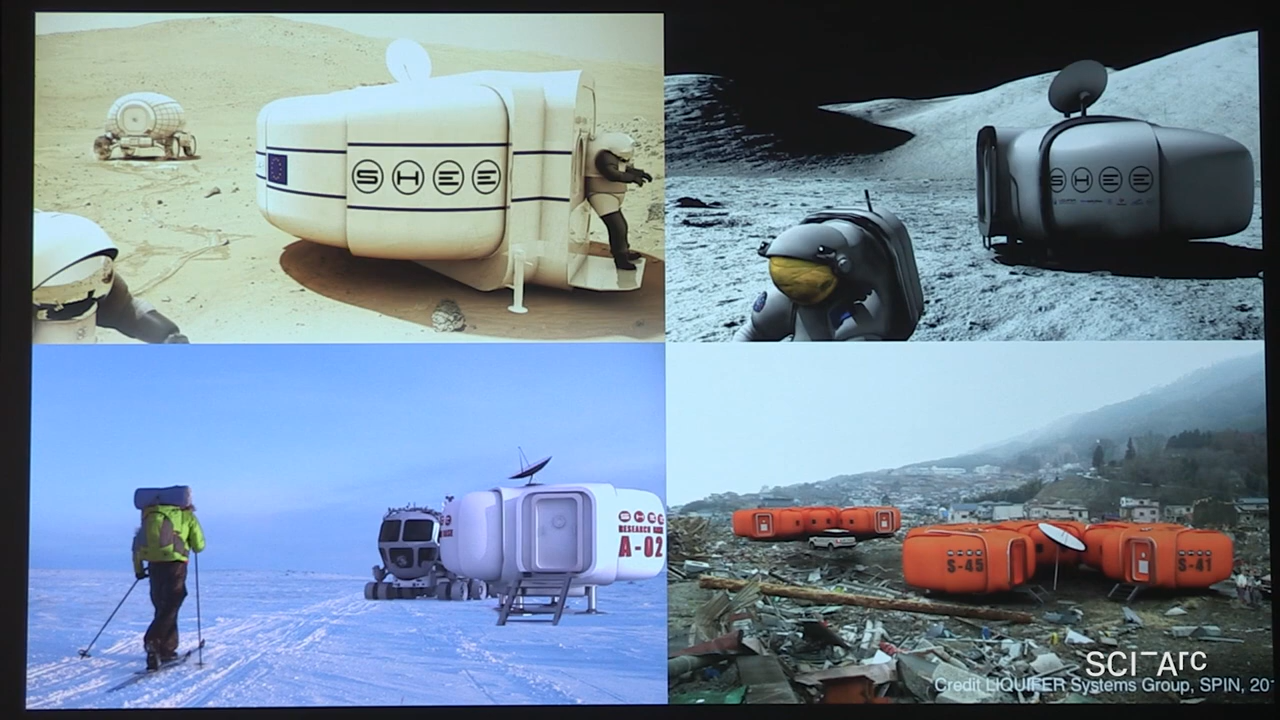 SHEE
SHEE
RESEARCH
A-02
S-45
S-41
SCI-Arc
Credit LIQUIFER Systems Group, SPIN, 20